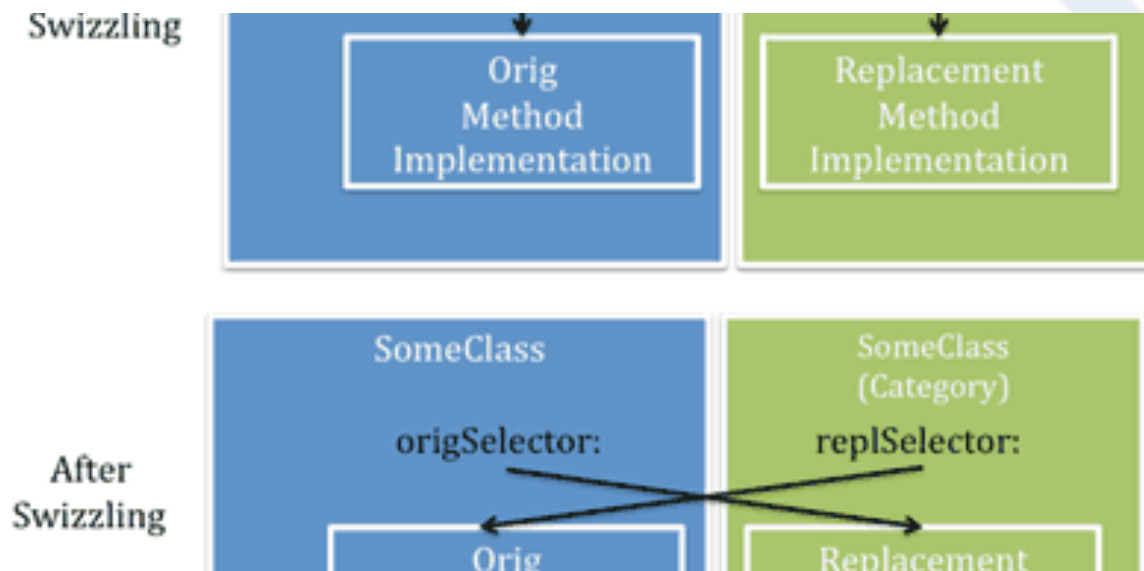 Swizzling
Orig
Method
Implementation
Replacement
Method
Implementation
SomeClass
SomeClass
(Category)
origSelector:
replSelector:
After
Swizzling
Orig
Replacement